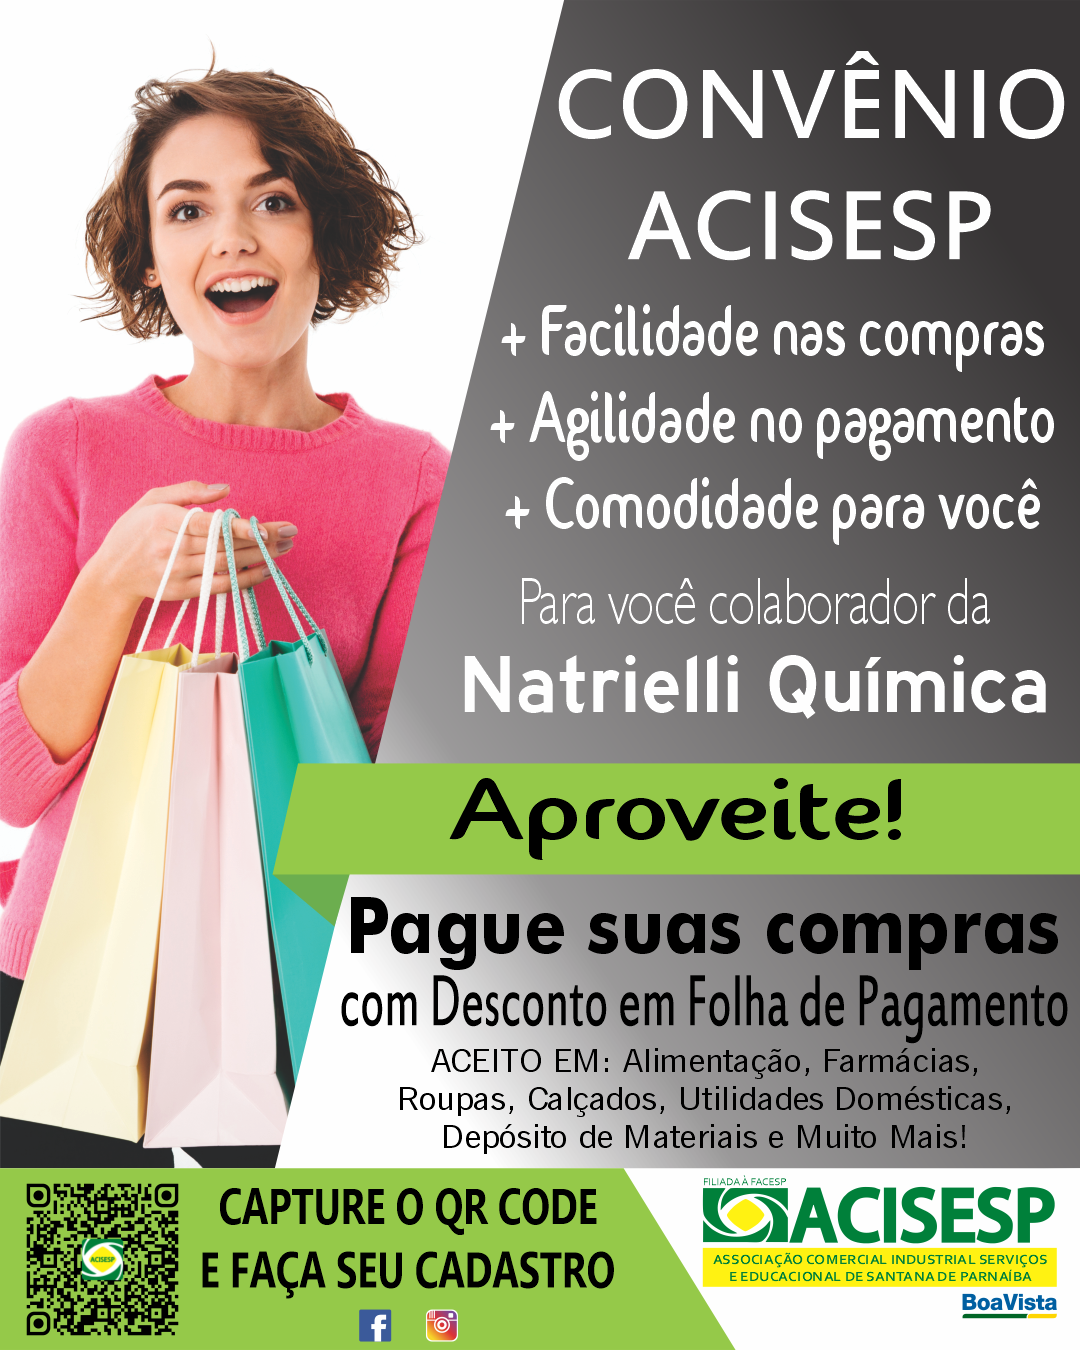 CONVÊNIO
ACISESP
+ Facilidade nas compras
+ Agilidade no pagamento
+ Comodidade para você
Para você colaborador da
Natrielli Química
Aproveite!
Pague suas compras
com Desconto em Folha de Pagamento
ACEITO EM: Alimentação, Farmácias,
Roupas, Calçados, Utilidades Domésticas,
Depósito de Materiais e Muito Mais!
ACISESP
CAPTURE O QR CODE
E FAÇA SEU CADASTRO
FILIADA À FACESP
ACISESP
ASSOCIAÇÃO COMERCIAL INDUSTRIAL SERVIÇOS
E EDUCACIONAL DE SANTANA DE PARNAÍBA
BoaVista